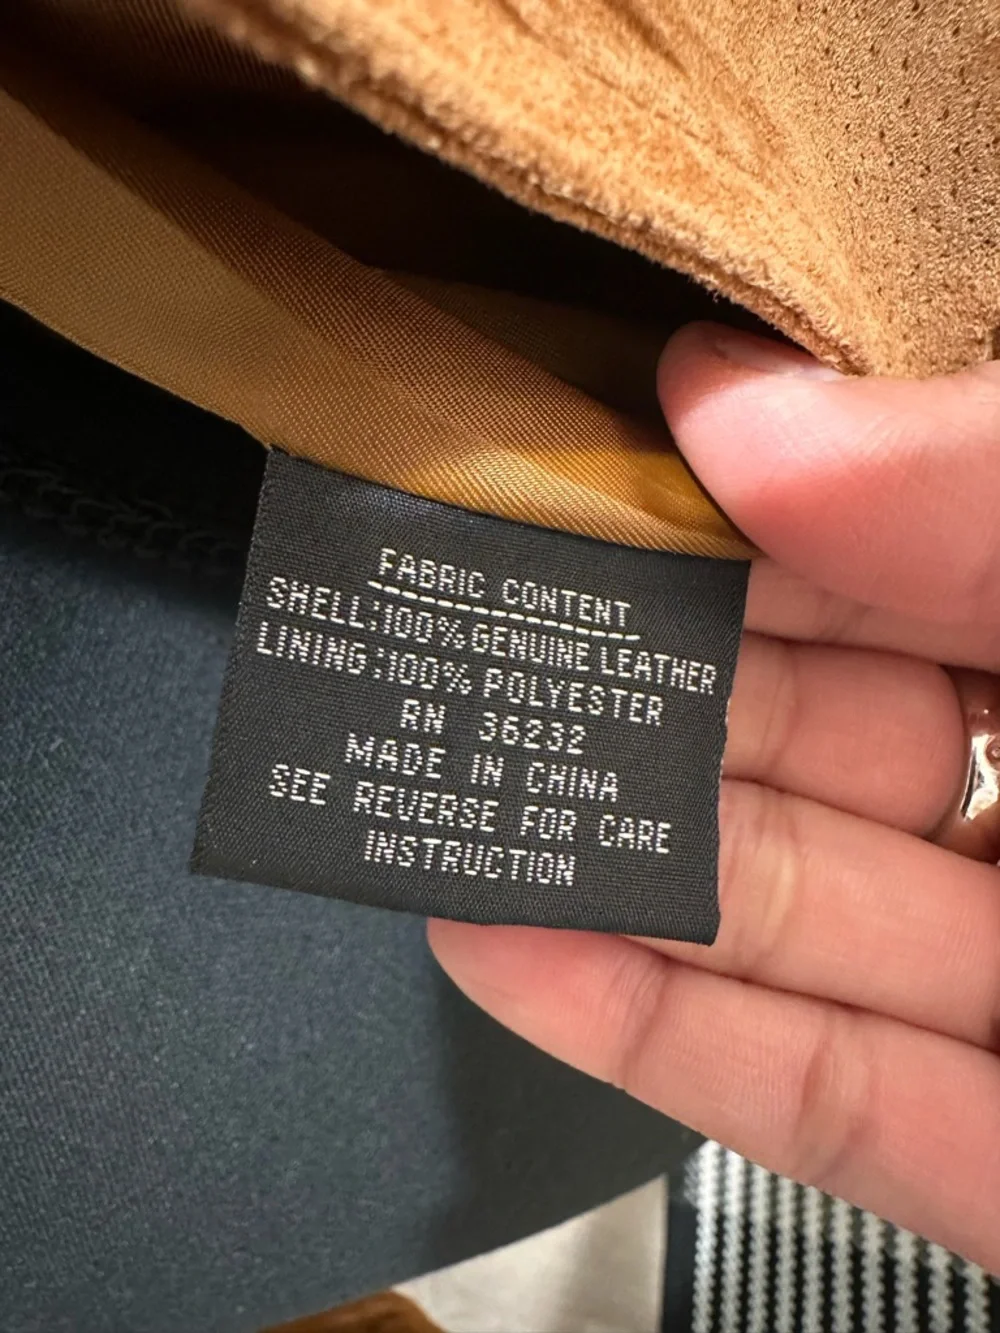 FABRIC CONTENT
SHELL:100% GENUINE LEATHER
LINING:100% POLYESTER
RN 36232
MADE IN CHINA
SEE REVERSE FOR CARE
INSTRUCTION